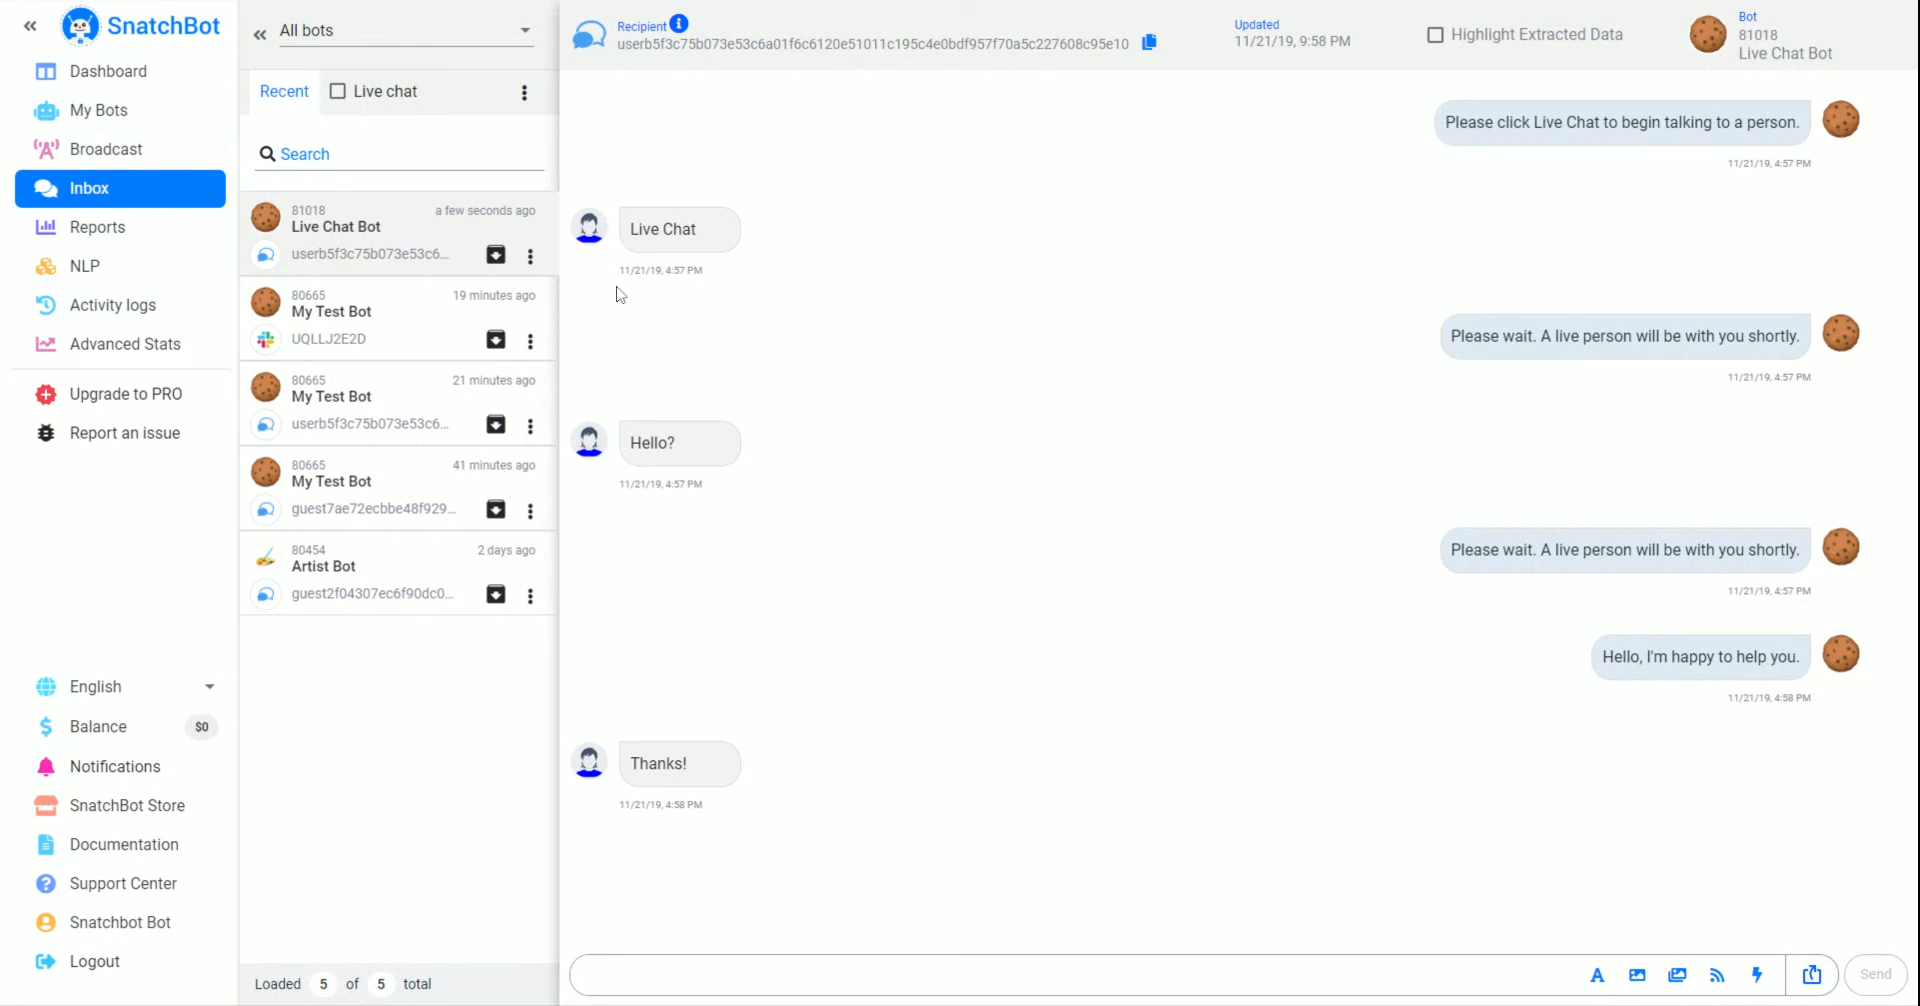 SnatchBot
Dashboard
My Bots
Broadcast
Inbox
Reports
NLP
Activity logs
Advanced Stats
Upgrade to PRO
Report an issue
English
Balance $0
Notifications
SnatchBot Store
Documentation
Support Center
Snatchbot Bot
Logout
All bots
Recent Live chat
Search
81018 a few seconds ago
Live Chat Bot
userb5f3c75b073e53c6...
80665 19 minutes ago
My Test Bot
UQLLJ2E2D
80665 21 minutes ago
My Test Bot
userb5f3c75b073e53c6...
80665 41 minutes ago
My Test Bot
guest7ae72ecbbe48f929...
80454 2 days ago
Artist Bot
guest2f04307ec6f90dc0...
Loaded 5 of 5 total
Recipient
userb5f3c75b073e53c6a01f6c6120e51011c195c4e0bdf957f70a5c227608c95e10
Updated
11/21/19, 9:58 PM
Highlight Extracted Data
Bot
81018
Live Chat Bot
Please click Live Chat to begin talking to a person.
11/21/19, 4:57 PM
Live Chat
11/21/19, 4:57 PM
Please wait. A live person will be with you shortly.
11/21/19, 4:57 PM
Hello?
11/21/19, 4:57 PM
Please wait. A live person will be with you shortly.
11/21/19, 4:57 PM
Hello, I'm happy to help you.
11/21/19, 4:58 PM
Thanks!
11/21/19, 4:58 PM
A
Send